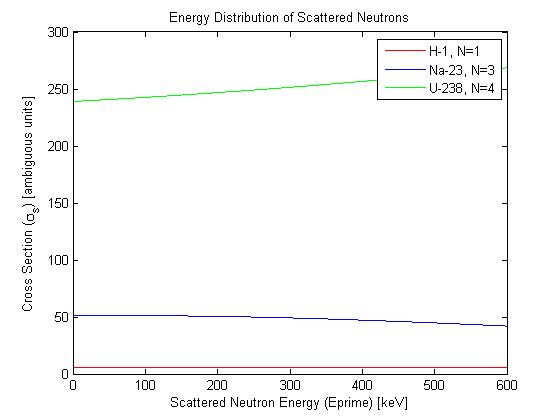 Energy Distribution of Scattered Neutrons
300
250
200
150
100
50
0
Cross Section (σs) [ambiguous units]
H-1, N=1
Na-23, N=3
U-238, N=4
0 100 200 300 400 500 600
Scattered Neutron Energy (Eprime) [keV]